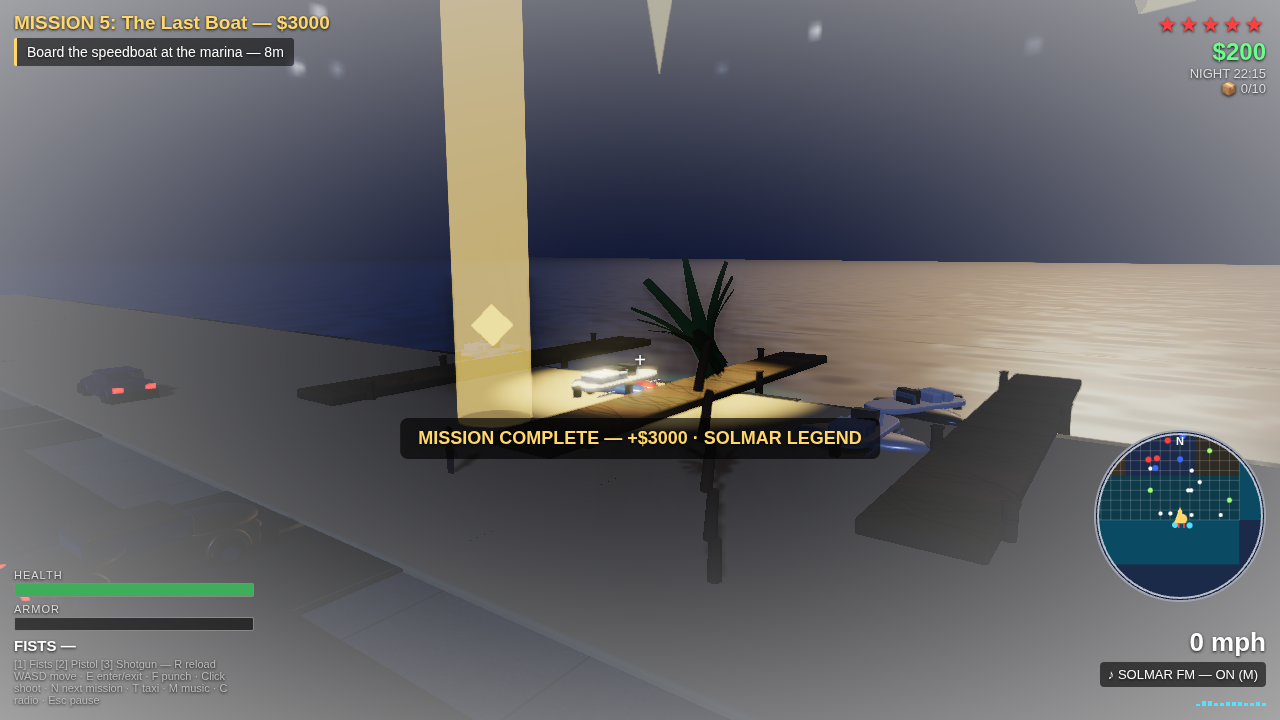 MISSION 5: The Last Boat — $3000
Board the speedboat at the marina — 8m
★★★★★
$200
NIGHT 22:15
📦 0/10
MISSION COMPLETE — +$3000 · SOLMAR LEGEND
N
HEALTH
ARMOR
FISTS —
[1] Fists [2] Pistol [3] Shotgun — R reload
WASD move · E enter/exit · F punch · Click
shoot · N next mission · T taxi · M music · C
radio · Esc pause
0 mph
♪ SOLMAR FM — ON (M)